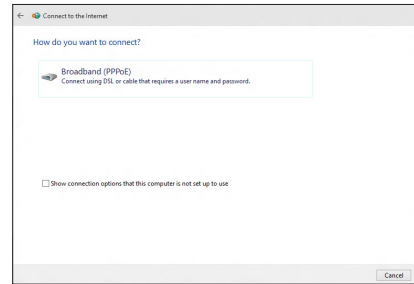 Connect to the Internet
How do you want to connect?
Broadband (PPPoE)
Connect using DSL or cable that requires a user name and password.
Show connection options that this computer is not set up to use
Cancel